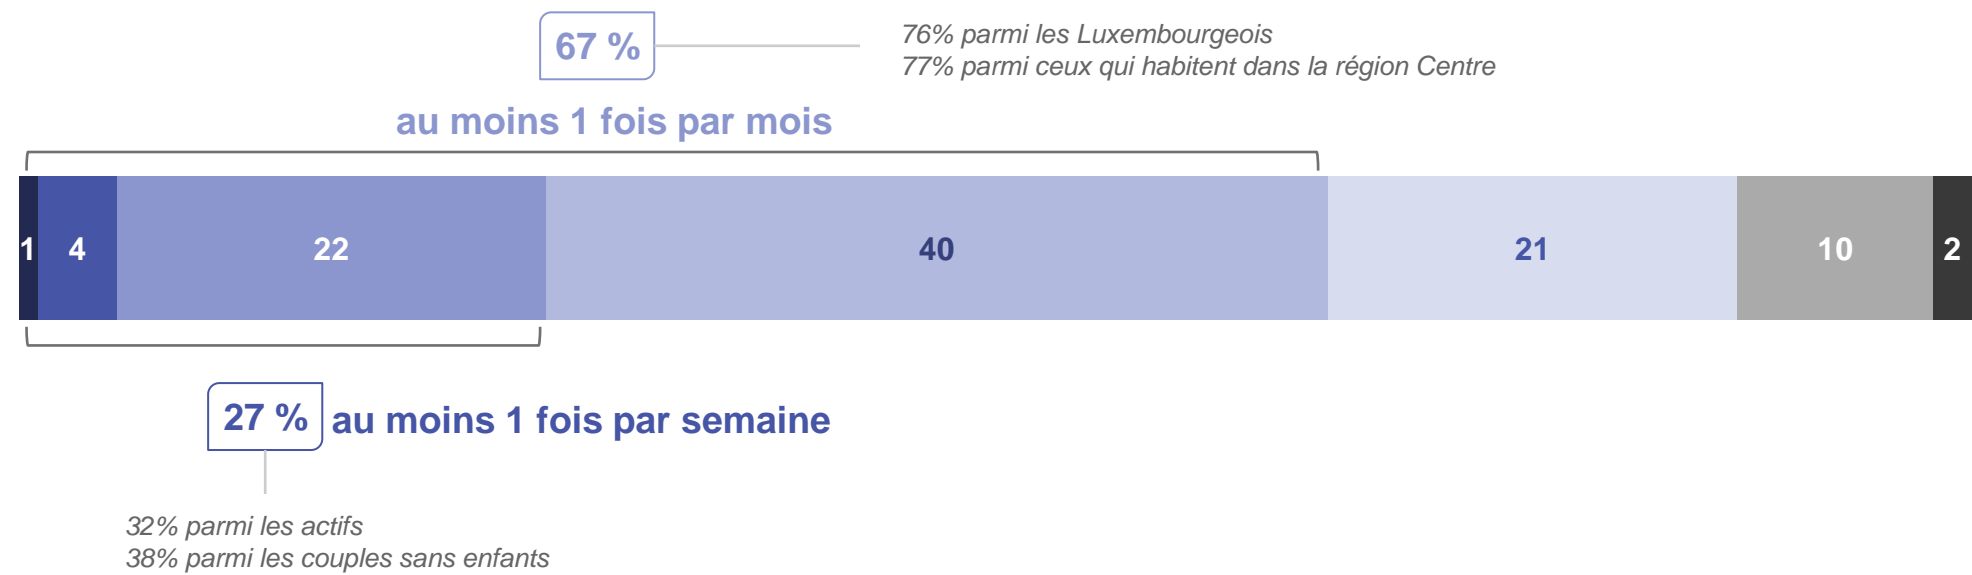 67 %
76% parmi les Luxembourgeois
77% parmi ceux qui habitent dans la région Centre
au moins 1 fois par mois
1 4 22 40 21 10 2
27 % au moins 1 fois par semaine
32% parmi les actifs
38% parmi les couples sans enfants